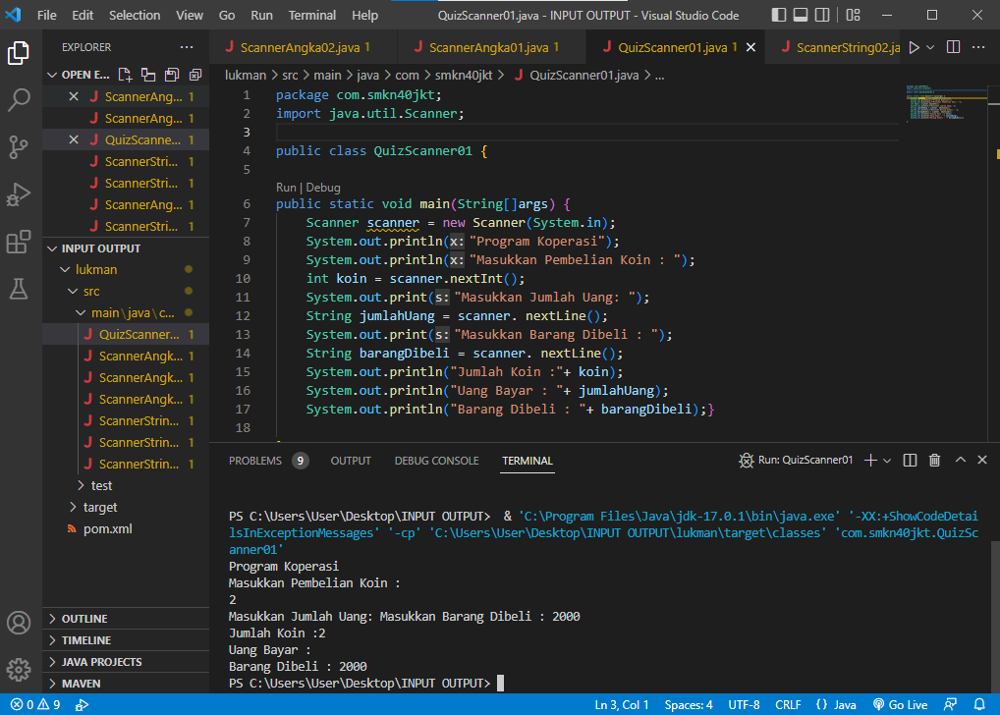 File Edit Selection View Go Run Terminal Help QuizScanner01.java - INPUT OUTPUT - Visual Studio Code
EXPLORER ...
ScannerAngka02.java 1 ScannerAngka01.java 1 QuizScanner01.java 1 ScannerString02.ja
OPEN E...
lukman > src > main > java > com > smkn40jkt > QuizScanner01.java > ...
ScannerAng... 1
ScannerAng... 1
QuizScanne... 1
ScannerStri... 1
ScannerStri... 1
ScannerAng... 1
ScannerStri... 1
INPUT OUTPUT
lukman
src
main\java\c...
QuizScanner... 1
ScannerAngk... 1
ScannerAngk... 1
ScannerAngk... 1
ScannerStrin... 1
ScannerStrin... 1
ScannerStrin... 1
test
target
pom.xml
OUTLINE
TIMELINE
JAVA PROJECTS
MAVEN
1 package com.smkn40jkt;
2 import java.util.Scanner;
3
4 public class QuizScanner01 {
5
Run | Debug
6 public static void main(String[]args) {
7 Scanner scanner = new Scanner(System.in);
8 System.out.println(x: "Program Koperasi");
9 System.out.println(x: "Masukkan Pembelian Koin : ");
10 int koin = scanner.nextInt();
11 System.out.print(s: "Masukkan Jumlah Uang: ");
12 String jumlahUang = scanner. nextLine();
13 System.out.print(s: "Masukkan Barang Dibeli : ");
14 String barangDibeli = scanner. nextLine();
15 System.out.println("Jumlah Koin :"+ koin);
16 System.out.println("Uang Bayar : "+ jumlahUang);
17 System.out.println("Barang Dibeli : "+ barangDibeli);}
18
PROBLEMS 9 OUTPUT DEBUG CONSOLE TERMINAL Run: QuizScanner01
PS C:\Users\User\Desktop\INPUT OUTPUT> & 'C:\Program Files\Java\jdk-17.0.1\bin\java.exe' '-XX:+ShowCodeDetai
lsInExceptionMessages' '-cp' 'C:\Users\User\Desktop\INPUT OUTPUT\lukman\target\classes' 'com.smkn40jkt.QuizSc
anner01'
Program Koperasi
Masukkan Pembelian Koin :
2
Masukkan Jumlah Uang: Masukkan Barang Dibeli : 2000
Jumlah Koin :2
Uang Bayar :
Barang Dibeli : 2000
PS C:\Users\User\Desktop\INPUT OUTPUT>
0 9 Ln 3, Col 1 Spaces: 4 UTF-8 CRLF {} Java Go Live